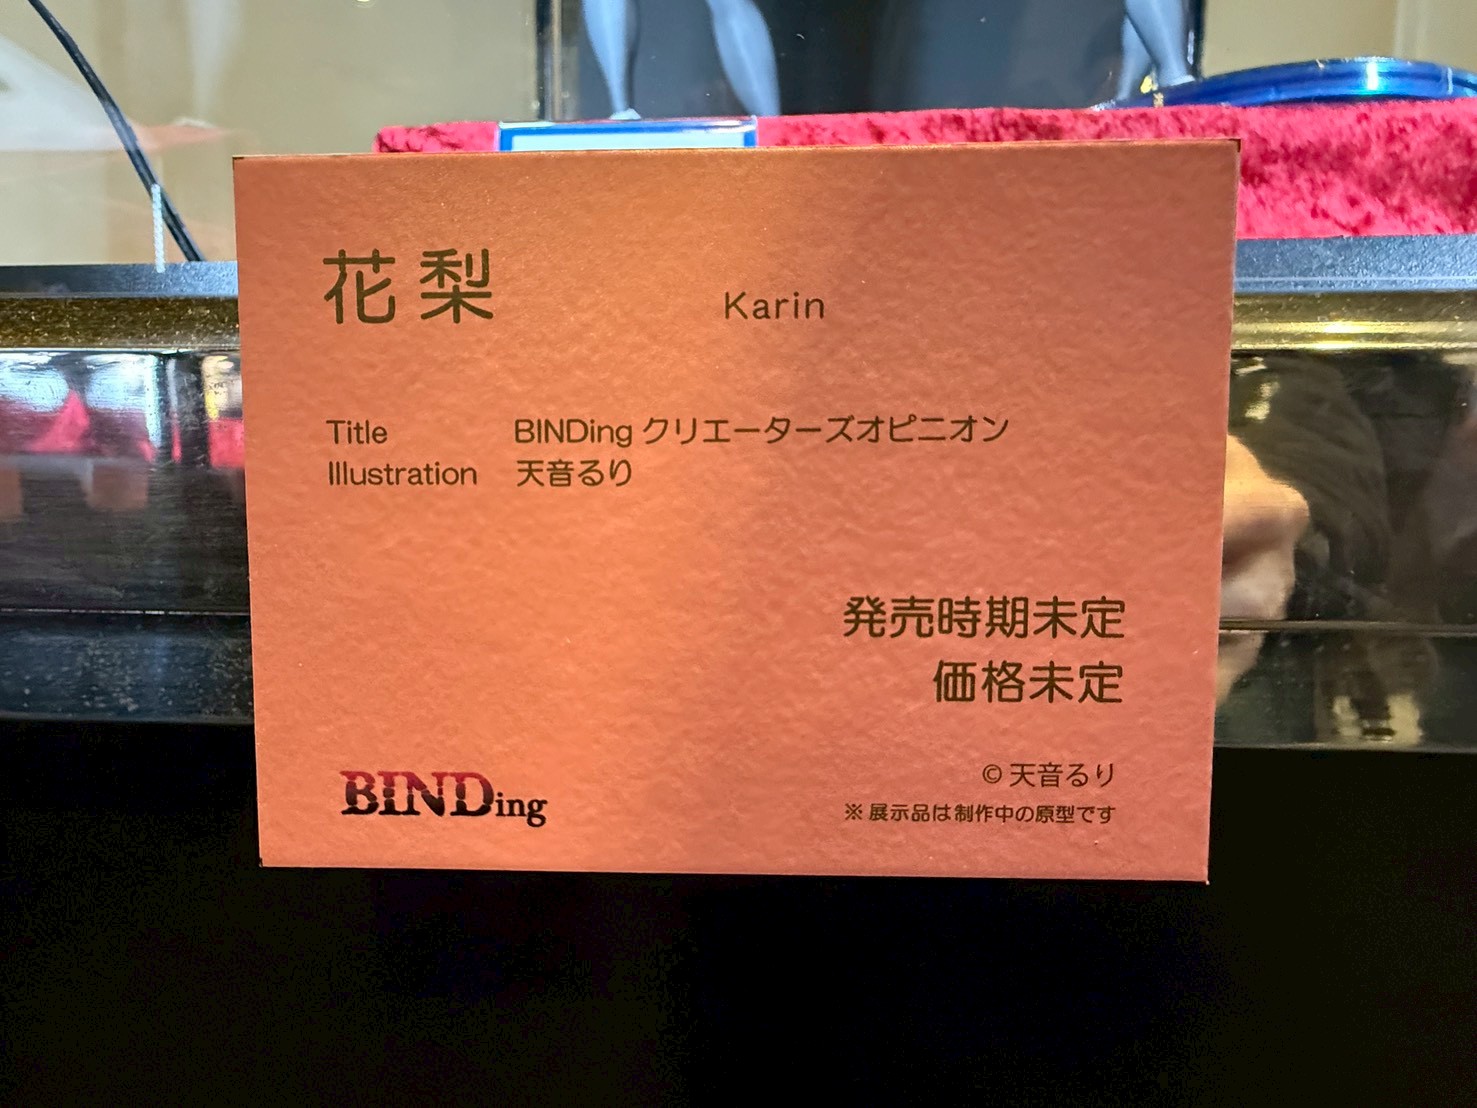 花梨 Karin
Title BINDing クリエーターズオピニオン
Illustration 天音るり
発売時期未定
価格未定
© 天音るり
※ 展示品は制作中の原型です
BINDing